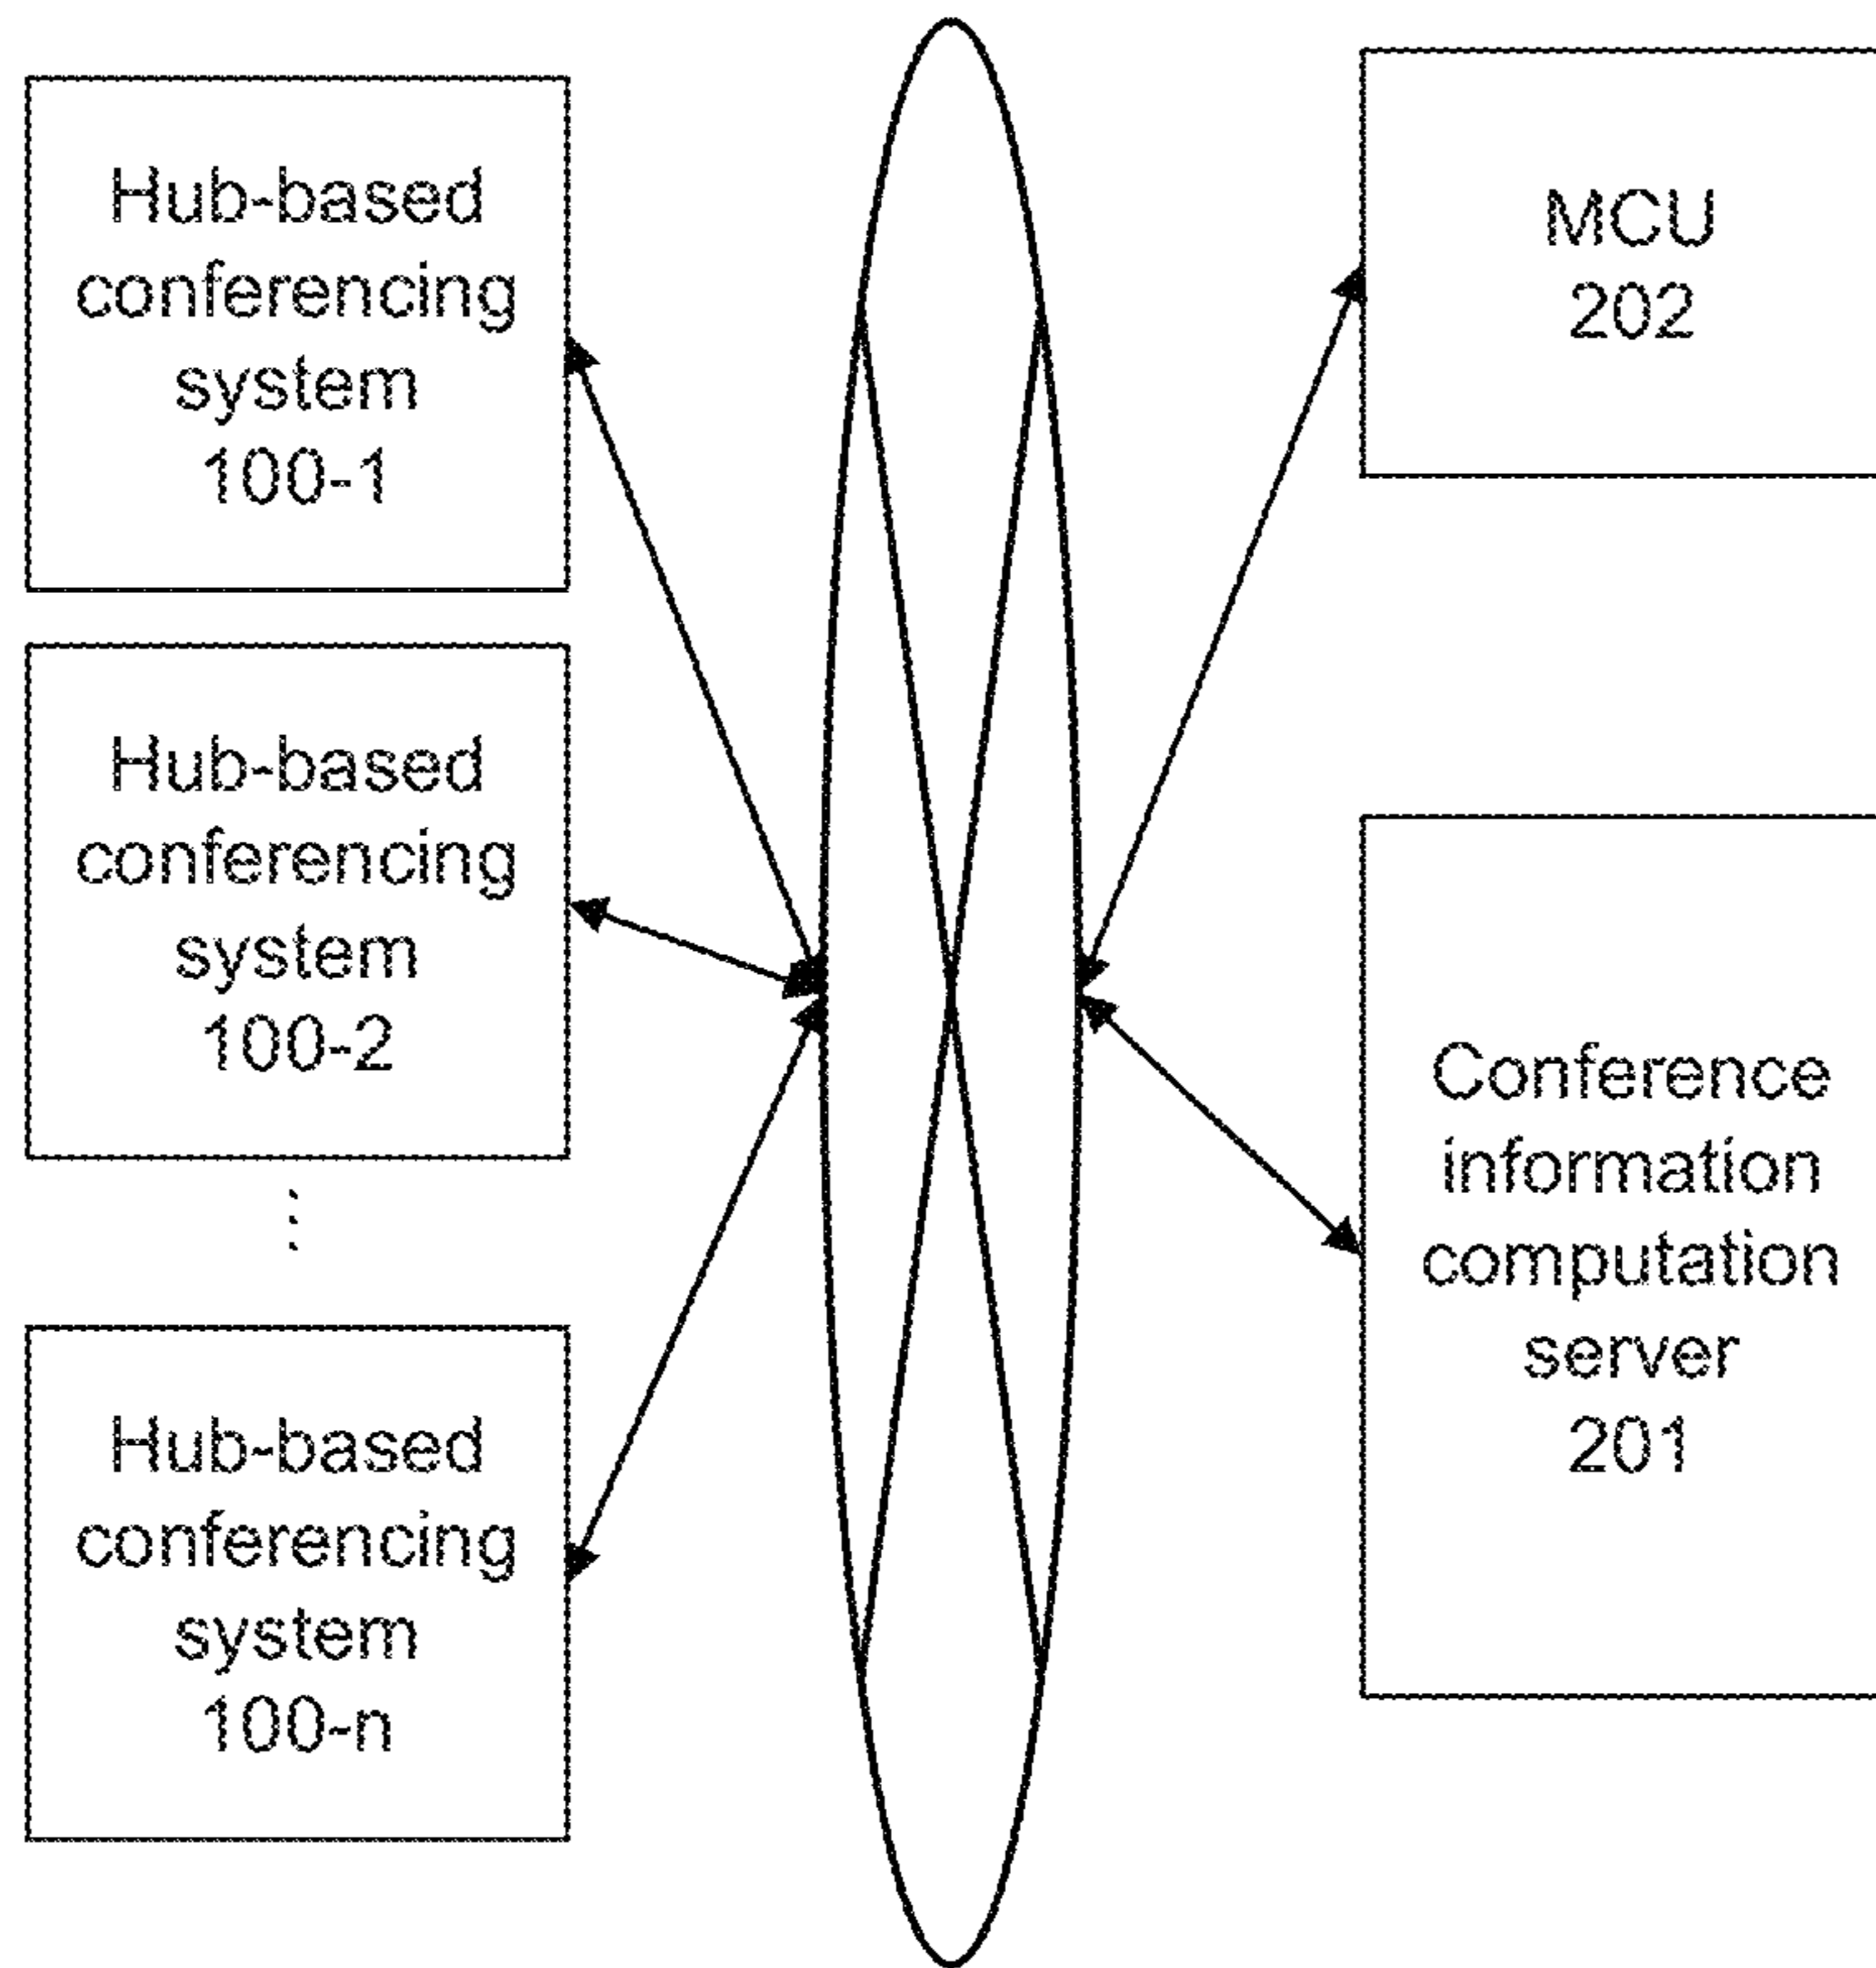 Hub-based
conferencing
system
100-1
Hub-based
conferencing
system
100-2
⋮
Hub-based
conferencing
system
100-n
MCU
202
Conference
information
computation
server
201